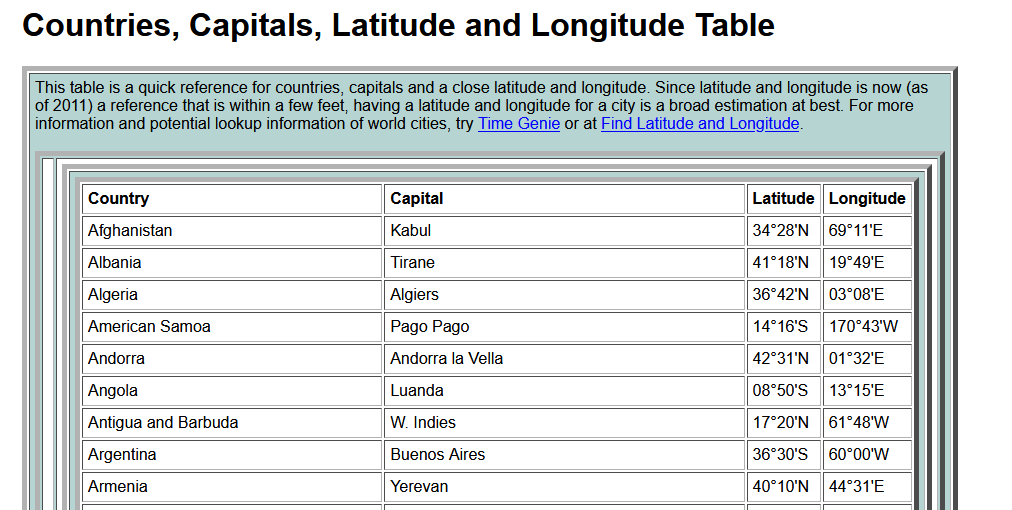 Countries, Capitals, Latitude and Longitude Table
This table is a quick reference for countries, capitals and a close latitude and longitude. Since latitude and longitude is now (as
of 2011) a reference that is within a few feet, having a latitude and longitude for a city is a broad estimation at best. For more
information and potential lookup information of world cities, try Time Genie or at Find Latitude and Longitude.
Country Capital Latitude Longitude
Afghanistan Kabul 34°28'N 69°11'E
Albania Tirane 41°18'N 19°49'E
Algeria Algiers 36°42'N 03°08'E
American Samoa Pago Pago 14°16'S 170°43'W
Andorra Andorra la Vella 42°31'N 01°32'E
Angola Luanda 08°50'S 13°15'E
Antigua and Barbuda W. Indies 17°20'N 61°48'W
Argentina Buenos Aires 36°30'S 60°00'W
Armenia Yerevan 40°10'N 44°31'E